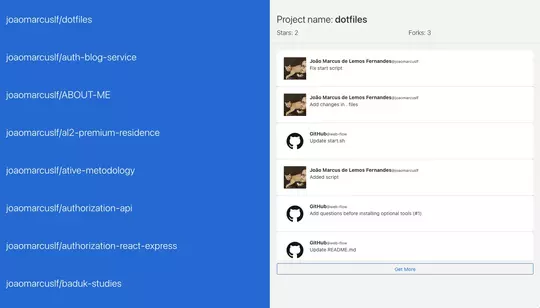 joaomarcuslf/dotfiles
joaomarcuslf/auth-blog-service
joaomarcuslf/ABOUT-ME
joaomarcuslf/al2-premium-residence
joaomarcuslf/ative-metodology
joaomarcuslf/authorization-api
joaomarcuslf/authorization-react-express
joaomarcuslf/baduk-studies
Project name: dotfiles
Stars: 2 Forks: 3
João Marcus de Lemos Fernandes@joaomarcuslf
Fix start script
João Marcus de Lemos Fernandes@joaomarcuslf
Add changes in . files
GitHub@web-flow
Update start.sh
João Marcus de Lemos Fernandes@joaomarcuslf
Added script
GitHub@web-flow
Add questions before installing optional tools (#1)
GitHub@web-flow
Update README.md
Get More